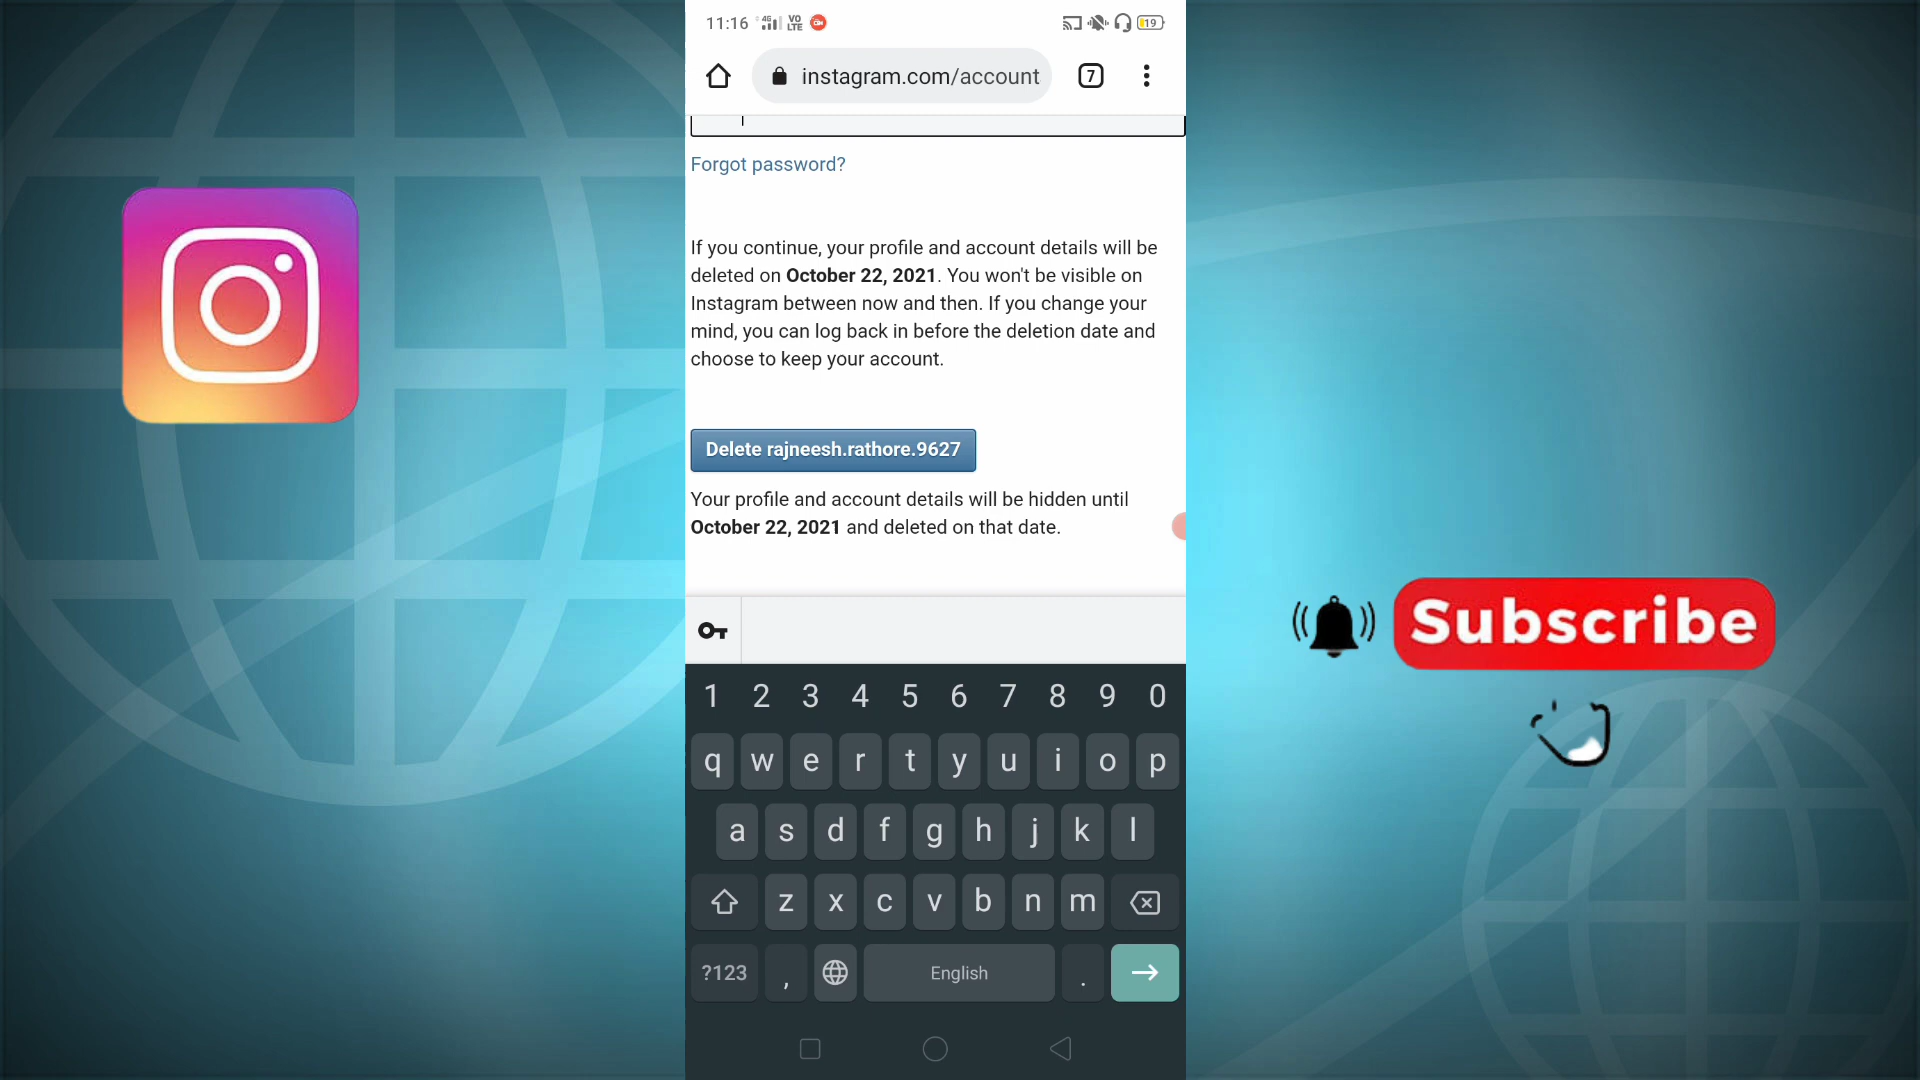 11:16 4G VO LTE 19
instagram.com/account 7
Forgot password?
If you continue, your profile and account details will be
deleted on October 22, 2021. You won't be visible on
Instagram between now and then. If you change your
mind, you can log back in before the deletion date and
choose to keep your account.
Delete rajneesh.rathore.9627
Your profile and account details will be hidden until
October 22, 2021 and deleted on that date.
Subscribe
1 2 3 4 5 6 7 8 9 0
q w e r t y u i o p
a s d f g h j k l
z x c v b n m
?123 , English .